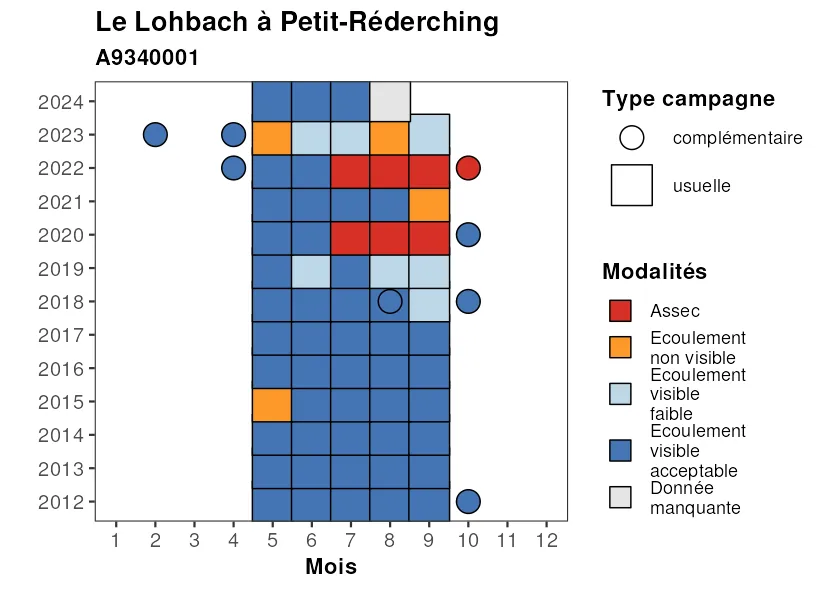 Le Lohbach à Petit-Réderching
A9340001
2024
2023
2022
2021
2020
2019
2018
2017
2016
2015
2014
2013
2012
1 2 3 4 5 6 7 8 9 10 11 12
Mois
Type campagne
complémentaire
usuelle
Modalités
Assec
Ecoulement
non visible
Ecoulement
visible
faible
Ecoulement
visible
acceptable
Donnée
manquante